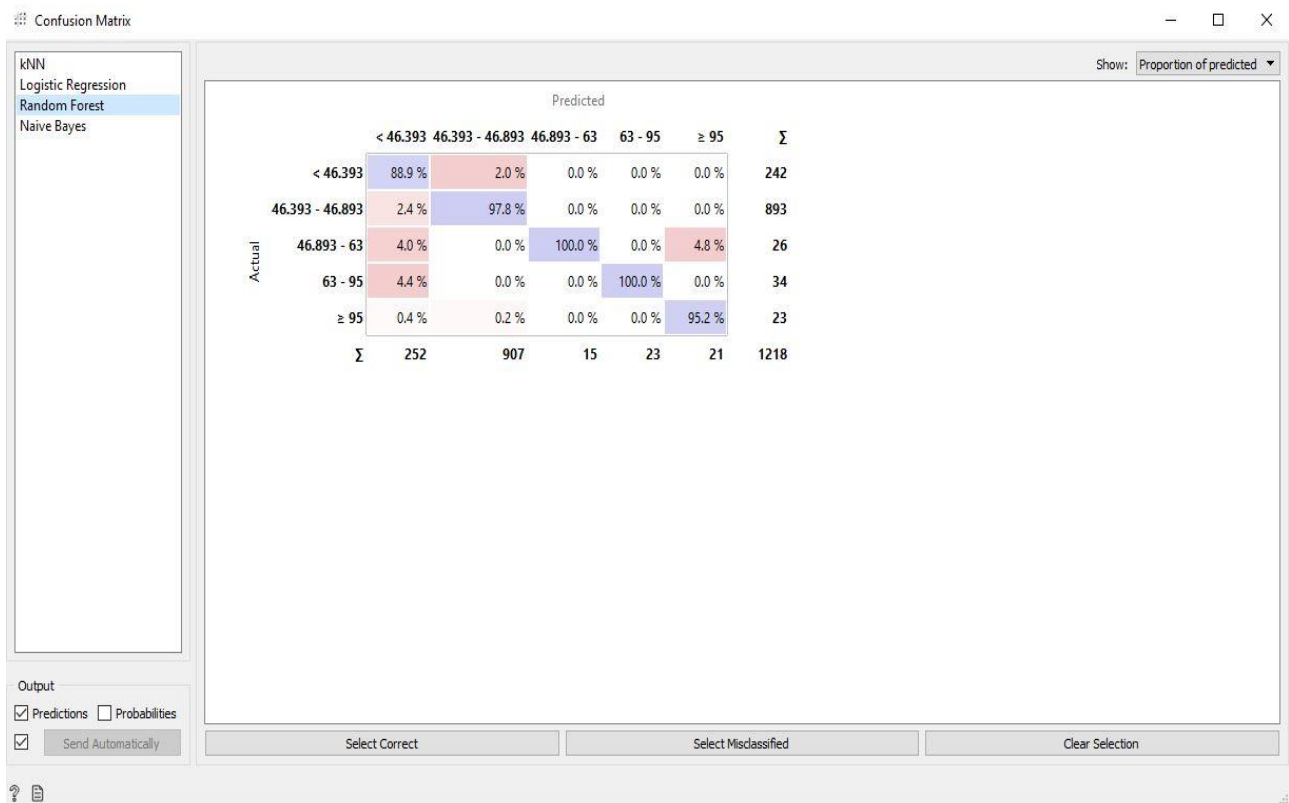 Confusion Matrix
kNN
Logistic Regression
Random Forest
Naive Bayes
Show: Proportion of predicted
Predicted
< 46.393 46.393 - 46.893 46.893 - 63 63 - 95 ≥ 95 Σ
< 46.393 88.9 % 2.0 % 0.0 % 0.0 % 0.0 % 242
46.393 - 46.893 2.4 % 97.8 % 0.0 % 0.0 % 0.0 % 893
Actual
46.893 - 63 4.0 % 0.0 % 100.0 % 0.0 % 4.8 % 26
63 - 95 4.4 % 0.0 % 0.0 % 100.0 % 0.0 % 34
≥ 95 0.4 % 0.2 % 0.0 % 0.0 % 95.2 % 23
Σ 252 907 15 23 21 1218
Output
Predictions Probabilities
Send Automatically
Select Correct Select Misclassified Clear Selection
?